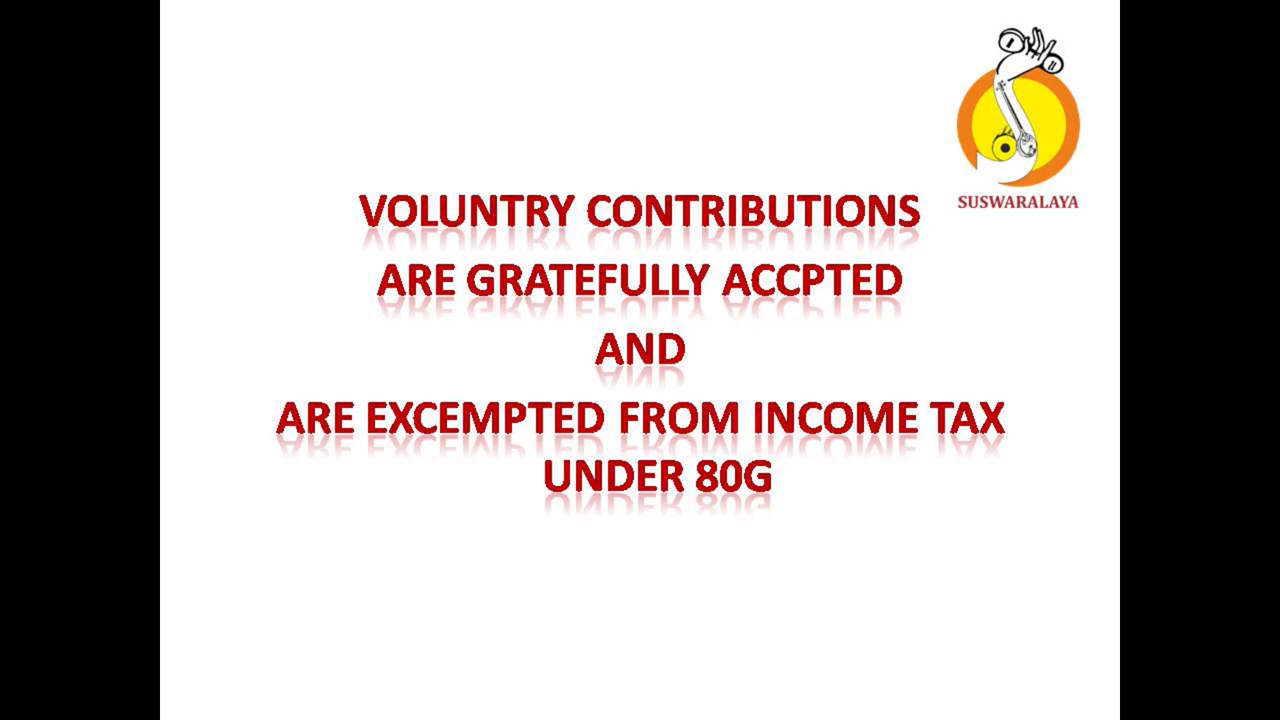 SUSWARALAYA
VOLUNTRY CONTRIBUTIONS
ARE GRATEFULLY ACCPTED
AND
ARE EXCEMPTED FROM INCOME TAX
UNDER 80G